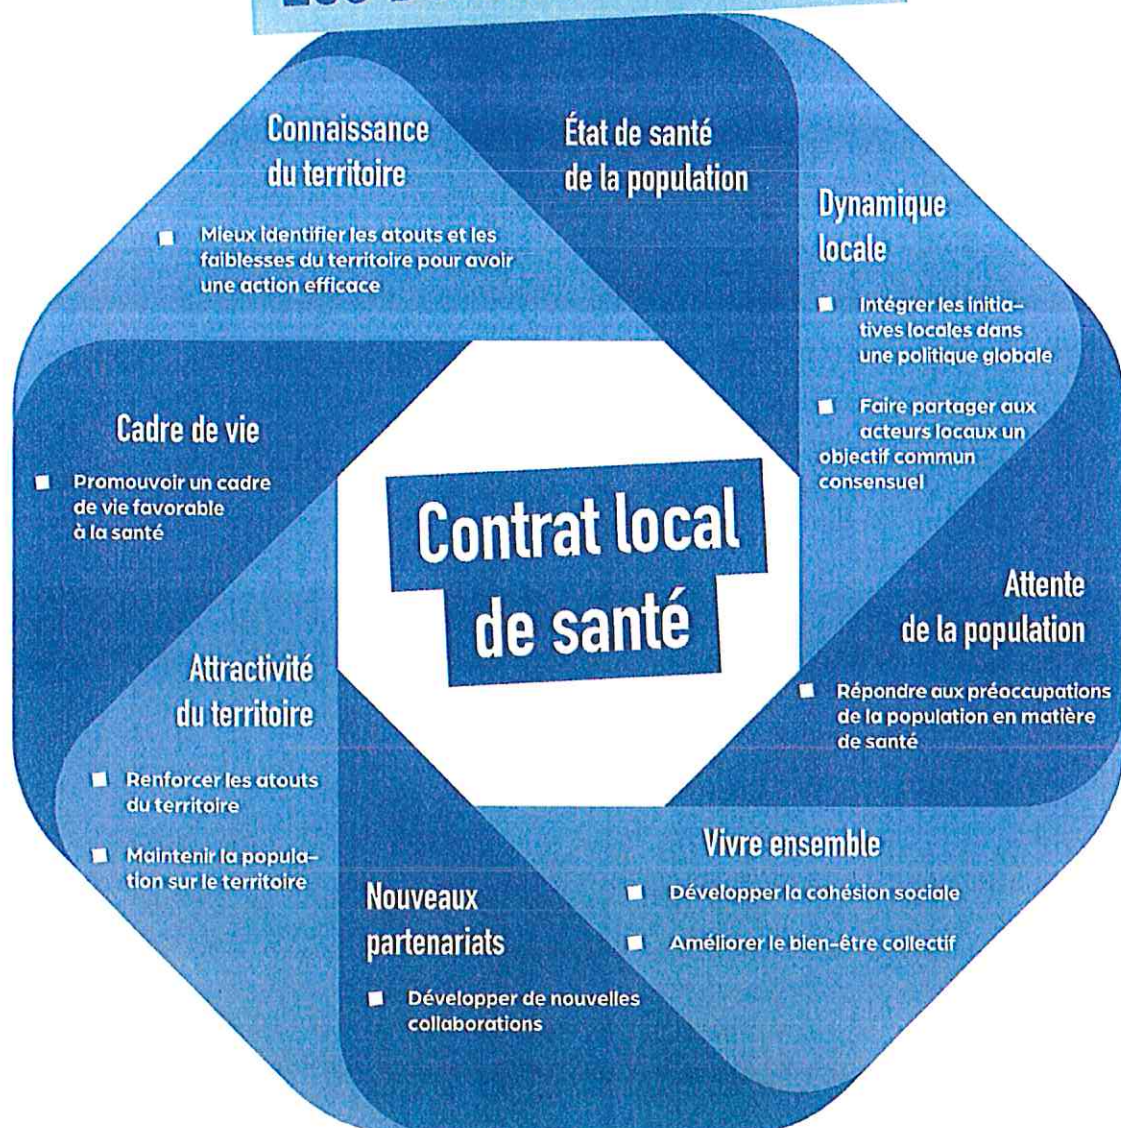 Connaissance
du territoire
Mieux identifier les atouts et les
faiblesses du territoire pour avoir
une action efficace
État de santé
de la population
Dynamique
locale
Intégrer les initia-
tives locales dans
une politique globale
Faire partager aux
acteurs locaux un
objectif commun
consensuel
Attente
de la population
Répondre aux préoccupations
de la population en matière
de santé
Vivre ensemble
Développer la cohésion sociale
Améliorer le bien-être collectif
Nouveaux
partenariats
Développer de nouvelles
collaborations
Attractivité
du territoire
Renforcer les atouts
du territoire
Maintenir la popula-
tion sur le territoire
Cadre de vie
Promouvoir un cadre
de vie favorable
à la santé
Contrat local
de santé